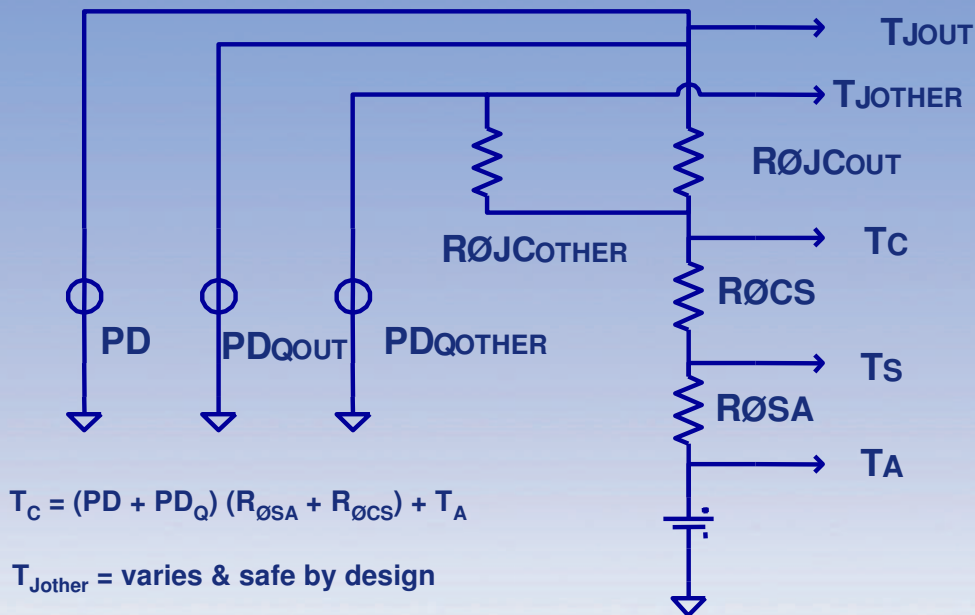 TJOUT
TJOTHER
RØJCOUT
RØJCOTHER
TC
RØCS
PD
PDQOUT
PDQOTHER
TS
RØSA
TA
TC = (PD + PDQ) (RØSA + RØCS) + TA
TJother = varies & safe by design